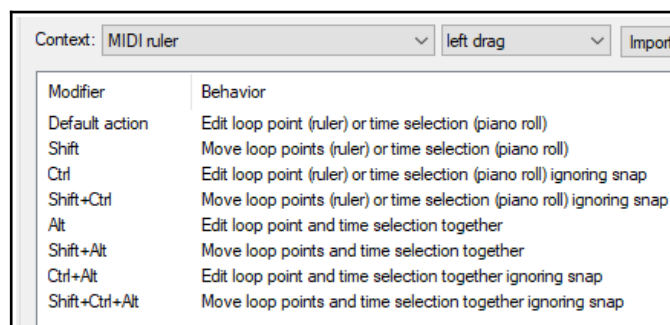 Context: MIDI ruler left drag Import
Modifier Behavior
Default action Edit loop point (ruler) or time selection (piano roll)
Shift Move loop points (ruler) or time selection (piano roll)
Ctrl Edit loop point (ruler) or time selection (piano roll) ignoring snap
Shift+Ctrl Move loop points (ruler) or time selection (piano roll) ignoring snap
Alt Edit loop point and time selection together
Shift+Alt Move loop points and time selection together
Ctrl+Alt Edit loop point and time selection together ignoring snap
Shift+Ctrl+Alt Move loop points and time selection together ignoring snap